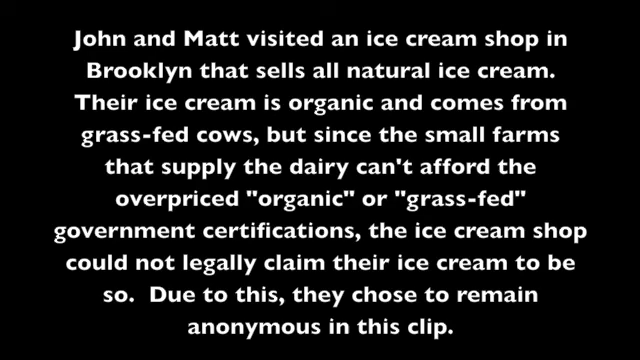 John and Matt visited an ice cream shop in
Brooklyn that sells all natural ice cream.
Their ice cream is organic and comes from
grass-fed cows, but since the small farms
that supply the dairy can't afford the
overpriced "organic" or "grass-fed"
government certifications, the ice cream shop
could not legally claim their ice cream to be
so.  Due to this, they chose to remain
anonymous in this clip.